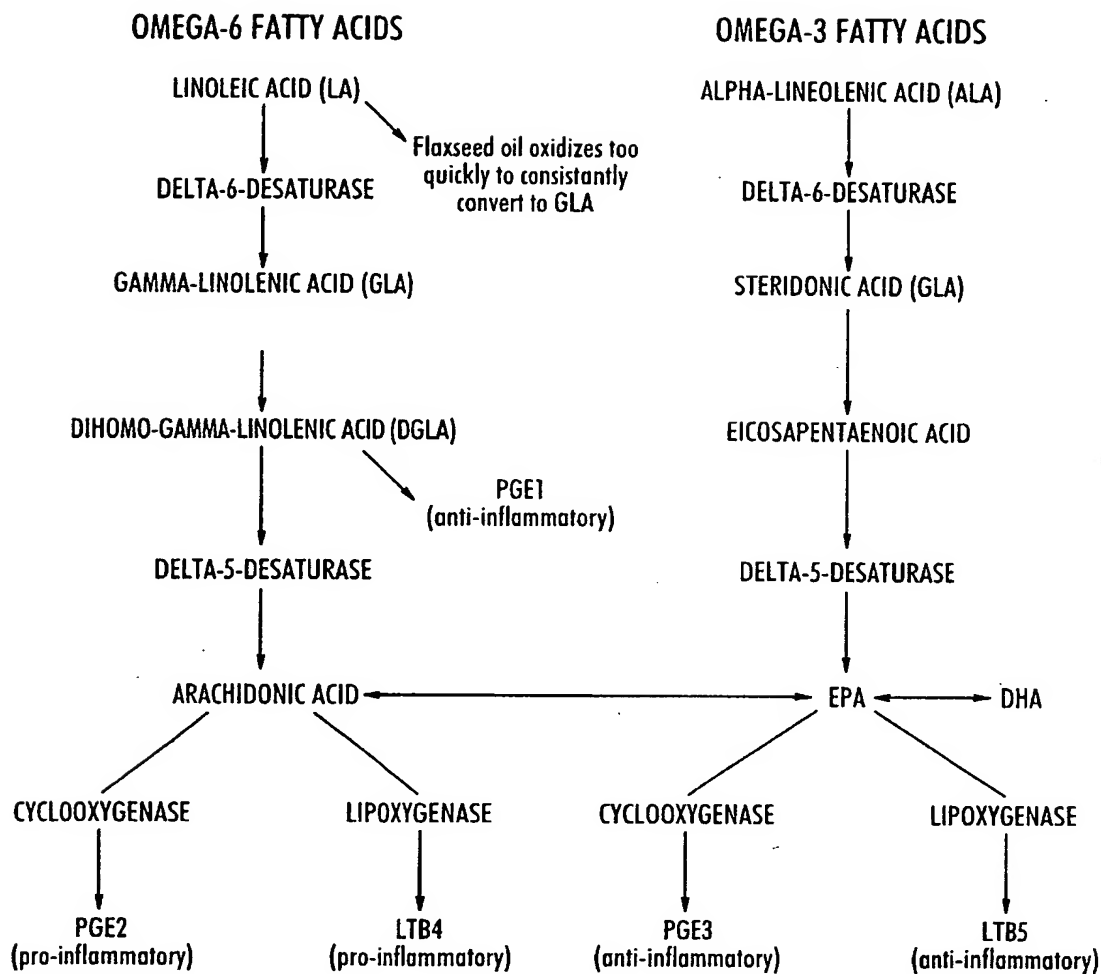 OMEGA-6 FATTY ACIDS
LINOLEIC ACID (LA)
Flaxseed oil oxidizes too
quickly to consistantly
convert to GLA
DELTA-6-DESATURASE
GAMMA-LINOLENIC ACID (GLA)
DIHOMO-GAMMA-LINOLENIC ACID (DGLA)
PGE1
(anti-inflammatory)
DELTA-5-DESATURASE
ARACHIDONIC ACID
CYCLOOXYGENASE
LIPOXYGENASE
PGE2
(pro-inflammatory)
LTB4
(pro-inflammatory)
OMEGA-3 FATTY ACIDS
ALPHA-LINEOLENIC ACID (ALA)
DELTA-6-DESATURASE
STERIDONIC ACID (GLA)
EICOSAPENTAENOIC ACID
DELTA-5-DESATURASE
EPA
DHA
CYCLOOXYGENASE
LIPOXYGENASE
PGE3
(anti-inflammatory)
LTB5
(anti-inflammatory)